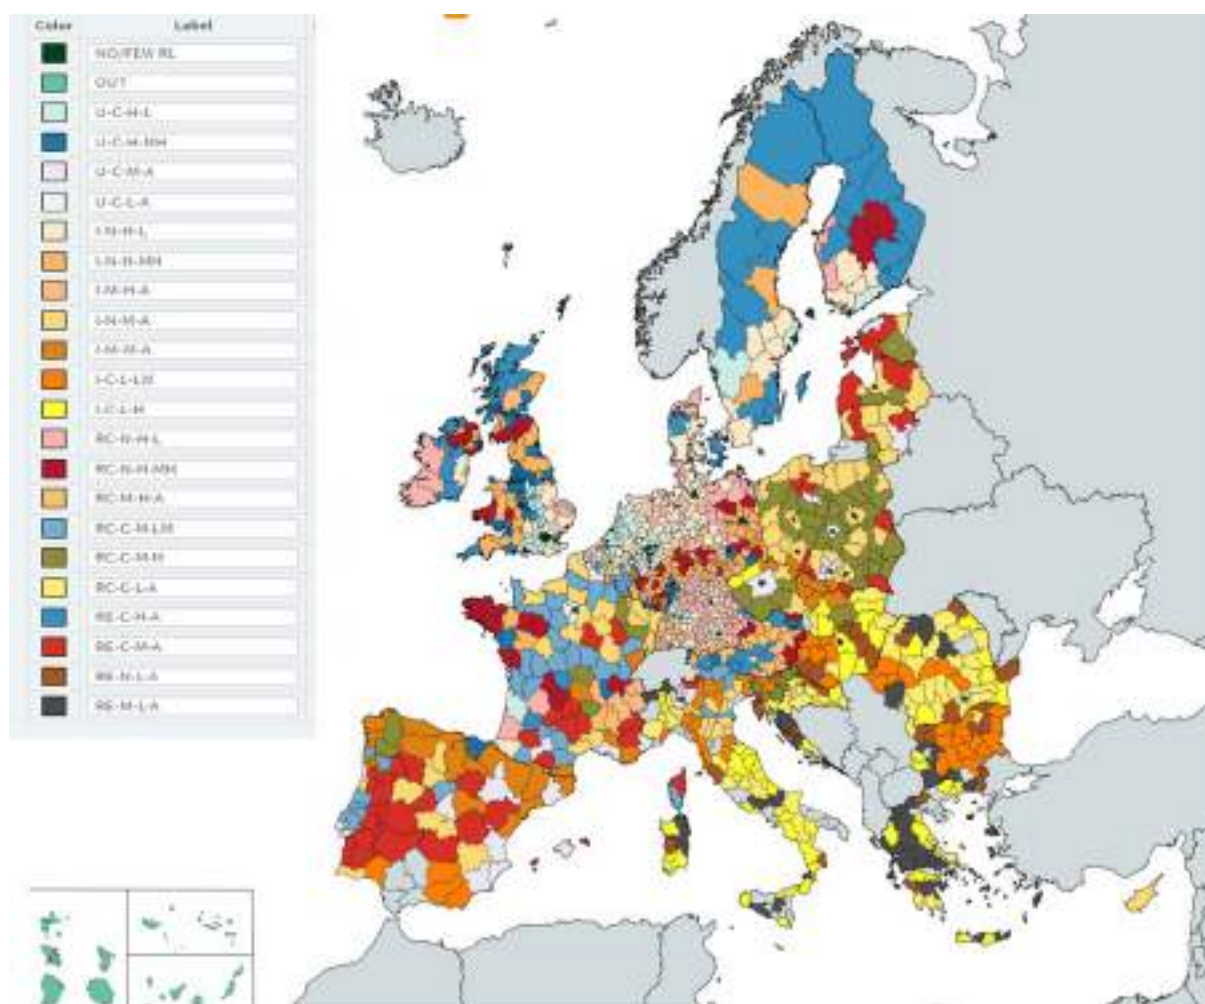 Color Label
NO/FEW RL
OUT
U-C-H-L
U-C-H-MH
U-C-M-A
U-C-L-A
I-N-H-L
I-N-H-MH
I-M-H-A
I-N-M-A
I-M-M-A
I-C-L-LM
I-C-L-H
RC-N-H-L
RC-N-H-MH
RC-M-H-A
RC-C-M-LM
RC-C-M-H
RC-C-L-A
RE-C-H-A
RE-C-M-A
RE-N-L-A
RE-M-L-A